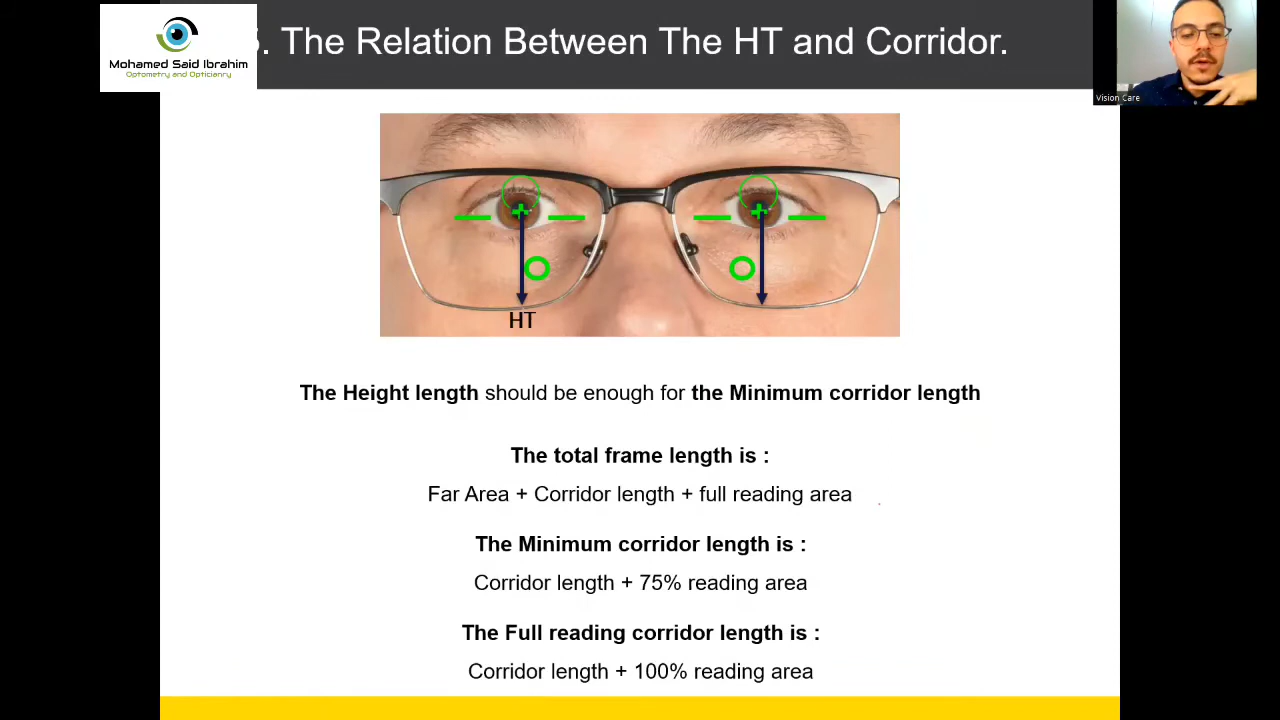 . The Relation Between The HT and Corridor.
Mohamed Said Ibrahim
Optometry and Opticianry
Vision Care
HT
The Height length should be enough for the Minimum corridor length
The total frame length is :
Far Area + Corridor length + full reading area
The Minimum corridor length is :
Corridor length + 75% reading area
The Full reading corridor length is :
Corridor length + 100% reading area